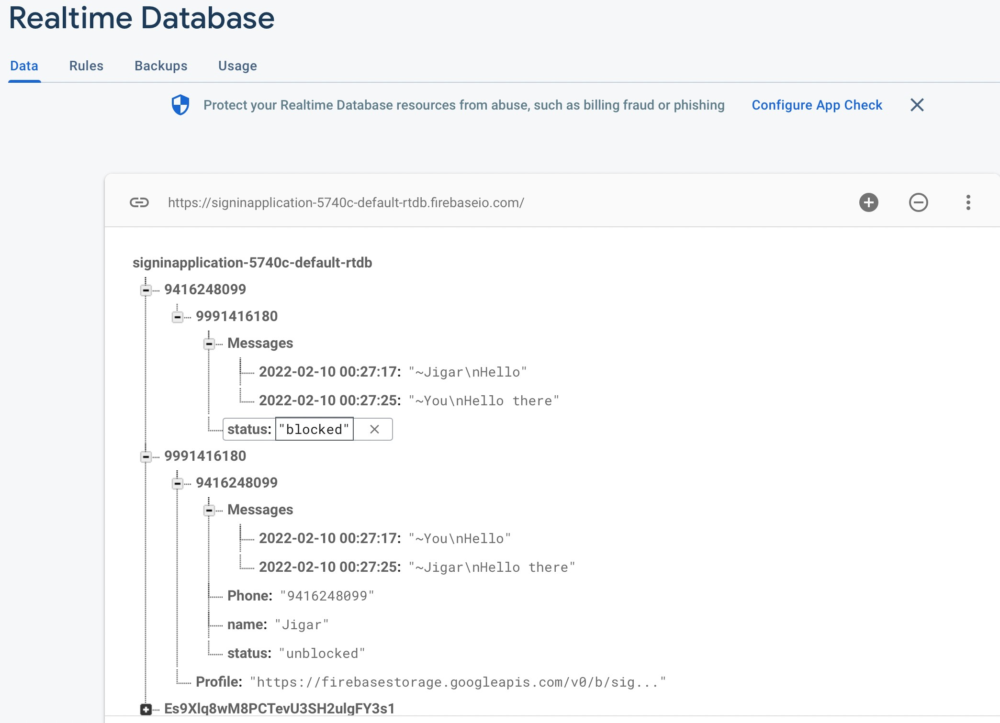 Realtime Database
Data Rules Backups Usage
Protect your Realtime Database resources from abuse, such as billing fraud or phishing Configure App Check
https://signinapplication-5740c-default-rtdb.firebaseio.com/
signinapplication-5740c-default-rtdb
9416248099
9991416180
Messages
2022-02-10 00:27:17: "~Jigar\nHello"
2022-02-10 00:27:25: "~You\nHello there"
status: "blocked"
9991416180
9416248099
Messages
2022-02-10 00:27:17: "~You\nHello"
2022-02-10 00:27:25: "~Jigar\nHello there"
Phone: "9416248099"
name: "Jigar"
status: "unblocked"
Profile: "https://firebasestorage.googleapis.com/v0/b/sig..."
Es9Xlq8wM8PCTevU3SH2ulgFY3s1